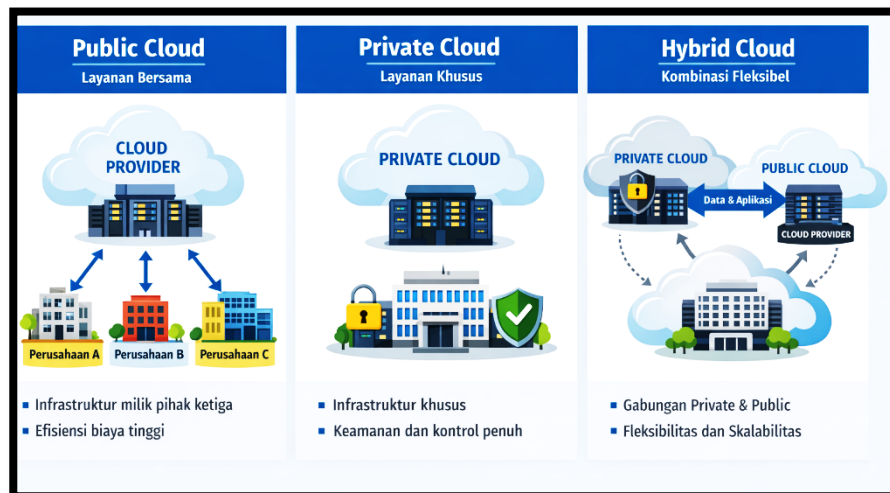 Public Cloud
Layanan Bersama
CLOUD
PROVIDER
Perusahaan A
Perusahaan B
Perusahaan C
Infrastruktur milik pihak ketiga
Efisiensi biaya tinggi
Private Cloud
Layanan Khusus
PRIVATE CLOUD
Infrastruktur khusus
Keamanan dan kontrol penuh
Hybrid Cloud
Kombinasi Fleksibel
PRIVATE CLOUD
PUBLIC CLOUD
Data & Aplikasi
CLOUD PROVIDER
Gabungan Private & Public
Fleksibilitas dan Skalabilitas